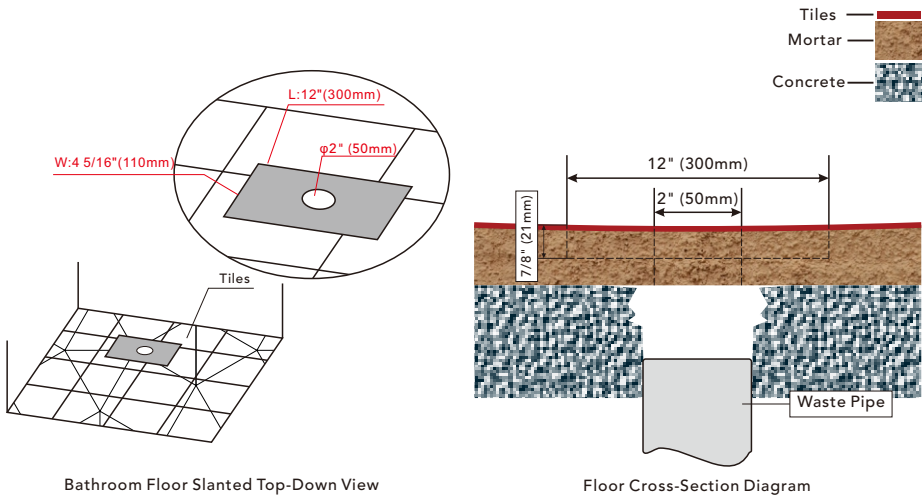 Tiles
Mortar
Concrete
L:12"(300mm)
φ2" (50mm)
W:4 5/16"(110mm)
Tiles
12" (300mm)
2" (50mm)
7/8" (21mm)
Waste Pipe
Bathroom Floor Slanted Top-Down View
Floor Cross-Section Diagram